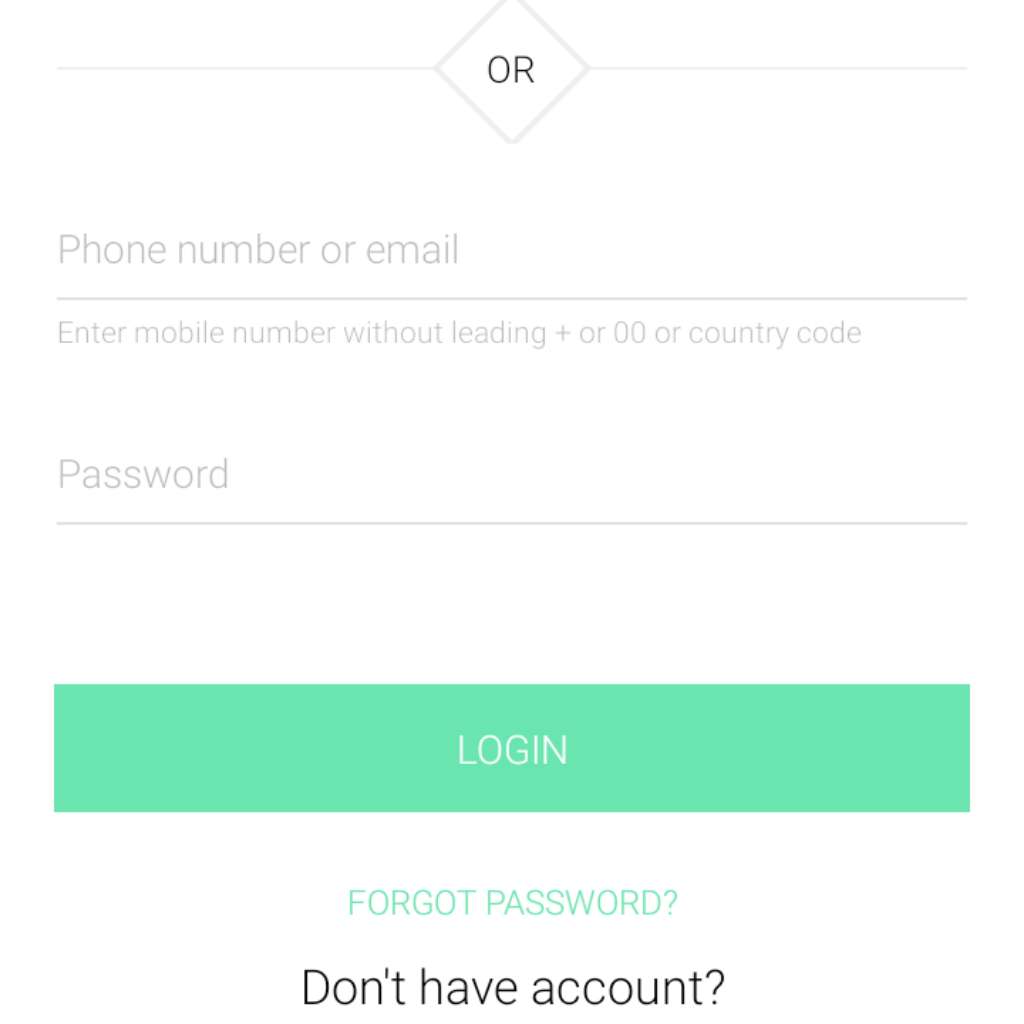 OR
Phone number or email
Enter mobile number without leading + or 00 or country code
Password
LOGIN
FORGOT PASSWORD?
Don't have account?